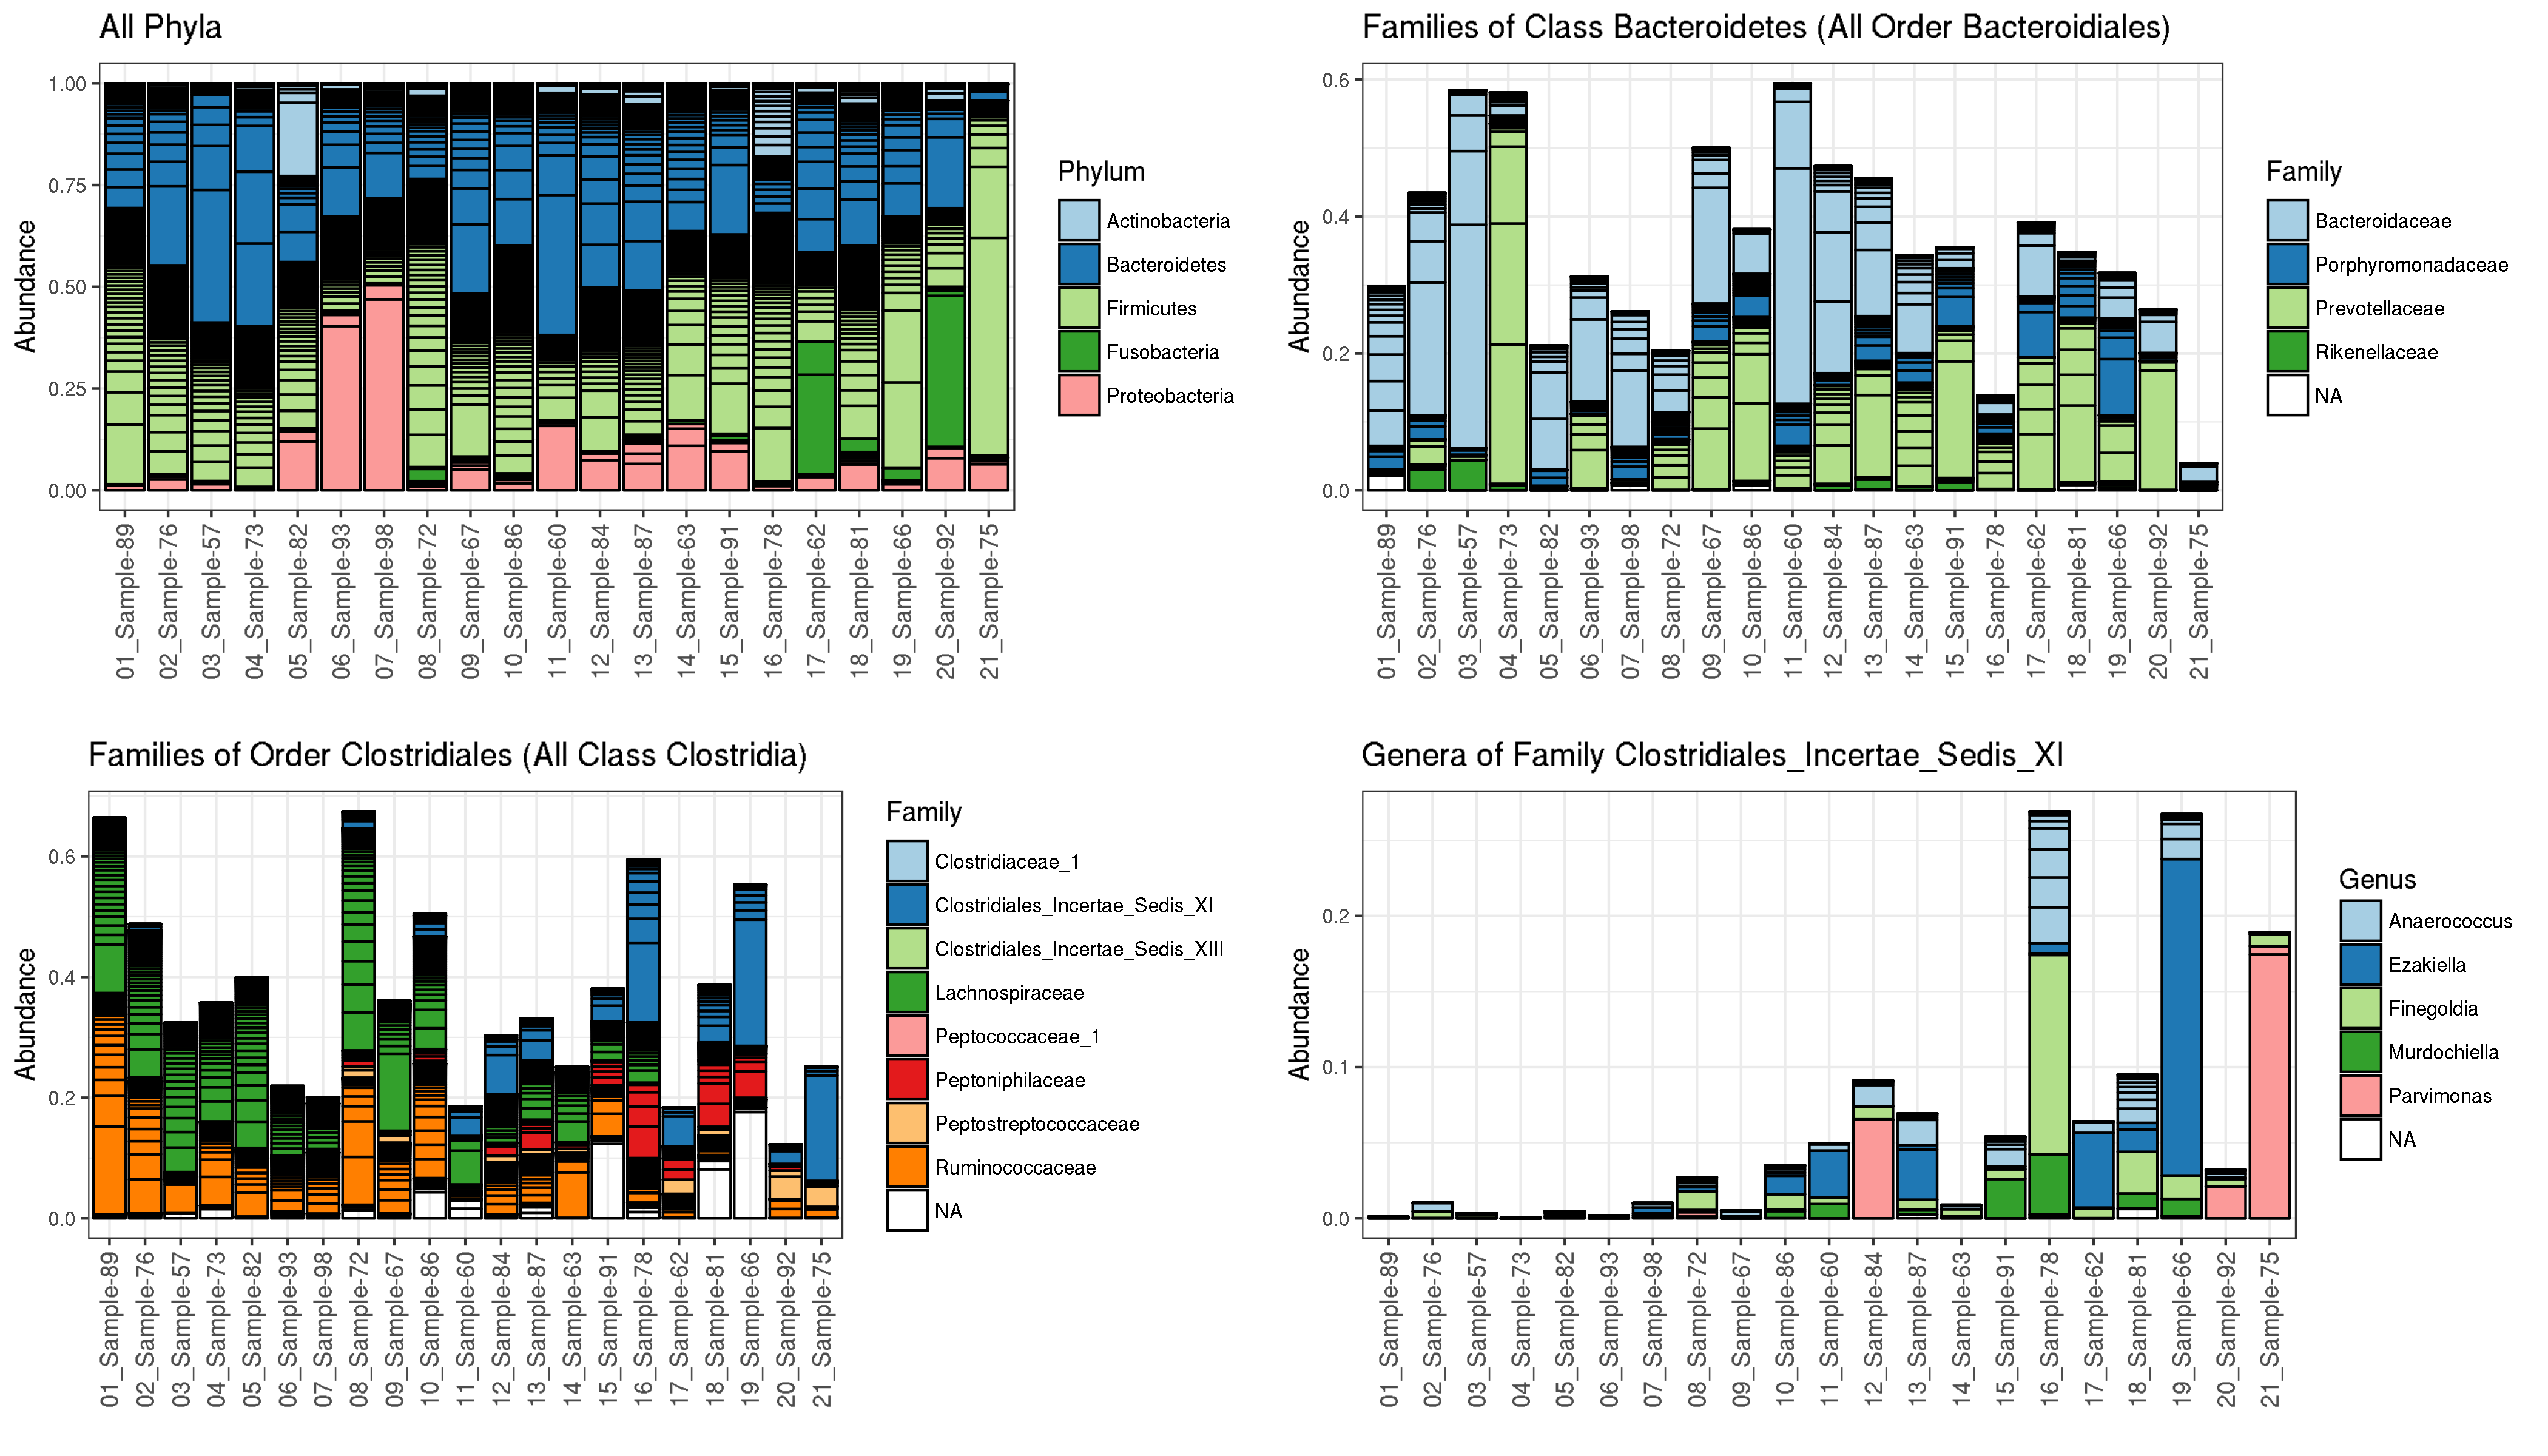 All Phyla
Abundance
1.00
0.75
0.50
0.25
0.00
01_Sample-89
02_Sample-76
03_Sample-57
04_Sample-73
05_Sample-82
06_Sample-93
07_Sample-98
08_Sample-72
09_Sample-67
10_Sample-86
11_Sample-60
12_Sample-84
13_Sample-87
14_Sample-63
15_Sample-91
16_Sample-78
17_Sample-62
18_Sample-81
19_Sample-66
20_Sample-92
21_Sample-75
Phylum
Actinobacteria
Bacteroidetes
Firmicutes
Fusobacteria
Proteobacteria
Families of Class Bacteroidetes (All Order Bacteroidiales)
Abundance
0.6
0.4
0.2
0.0
01_Sample-89
02_Sample-76
03_Sample-57
04_Sample-73
05_Sample-82
06_Sample-93
07_Sample-98
08_Sample-72
09_Sample-67
10_Sample-86
11_Sample-60
12_Sample-84
13_Sample-87
14_Sample-63
15_Sample-91
16_Sample-78
17_Sample-62
18_Sample-81
19_Sample-66
20_Sample-92
21_Sample-75
Family
Bacteroidaceae
Porphyromonadaceae
Prevotellaceae
Rikenellaceae
NA
Families of Order Clostridiales (All Class Clostridia)
Abundance
0.6
0.4
0.2
0.0
01_Sample-89
02_Sample-76
03_Sample-57
04_Sample-73
05_Sample-82
06_Sample-93
07_Sample-98
08_Sample-72
09_Sample-67
10_Sample-86
11_Sample-60
12_Sample-84
13_Sample-87
14_Sample-63
15_Sample-91
16_Sample-78
17_Sample-62
18_Sample-81
19_Sample-66
20_Sample-92
21_Sample-75
Family
Clostridiaceae_1
Clostridiales_Incertae_Sedis_XI
Clostridiales_Incertae_Sedis_XIII
Lachnospiraceae
Peptococcaceae_1
Peptoniphilaceae
Peptostreptococcaceae
Ruminococcaceae
NA
Genera of Family Clostridiales_Incertae_Sedis_XI
Abundance
0.2
0.1
0.0
01_Sample-89
02_Sample-76
03_Sample-57
04_Sample-73
05_Sample-82
06_Sample-93
07_Sample-98
08_Sample-72
09_Sample-67
10_Sample-86
11_Sample-60
12_Sample-84
13_Sample-87
14_Sample-63
15_Sample-91
16_Sample-78
17_Sample-62
18_Sample-81
19_Sample-66
20_Sample-92
21_Sample-75
Genus
Anaerococcus
Ezakiella
Finegoldia
Murdochiella
Parvimonas
NA